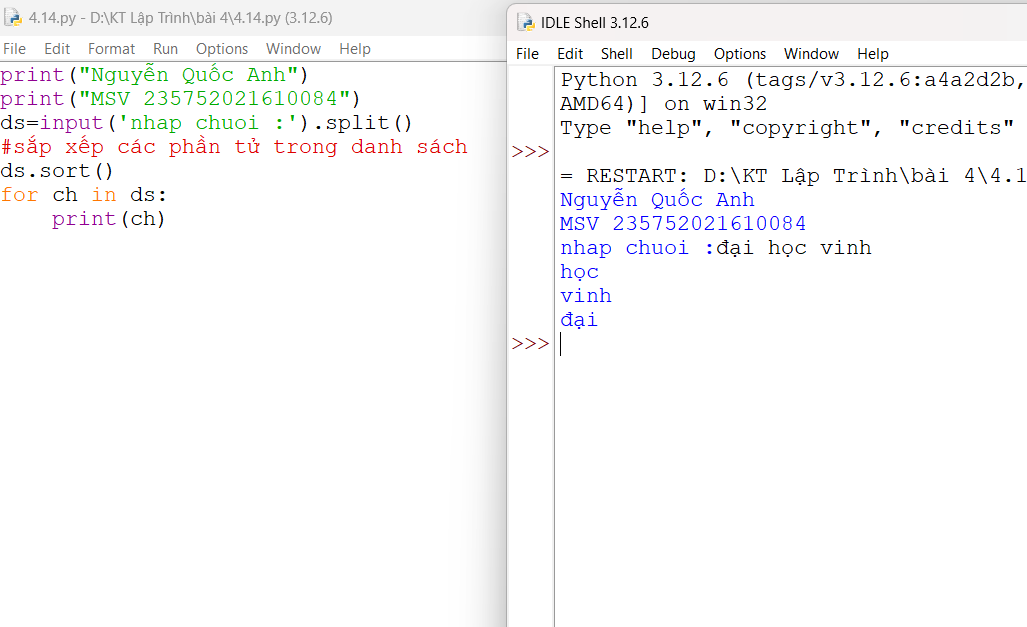 4.14.py - D:\KT Lập Trình\bài 4\4.14.py (3.12.6)
File Edit Format Run Options Window Help
print("Nguyễn Quốc Anh")
print("MSV 235752021610084")
ds=input('nhap chuoi :').split()
#sắp xếp các phần tử trong danh sách
ds.sort()
for ch in ds:
    print(ch)
IDLE Shell 3.12.6
File Edit Shell Debug Options Window Help
Python 3.12.6 (tags/v3.12.6:a4a2d2b,
AMD64)] on win32
Type "help", "copyright", "credits"
>>>
= RESTART: D:\KT Lập Trình\bài 4\4.1
Nguyễn Quốc Anh
MSV 235752021610084
nhap chuoi :đại học vinh
học
vinh
đại
>>>